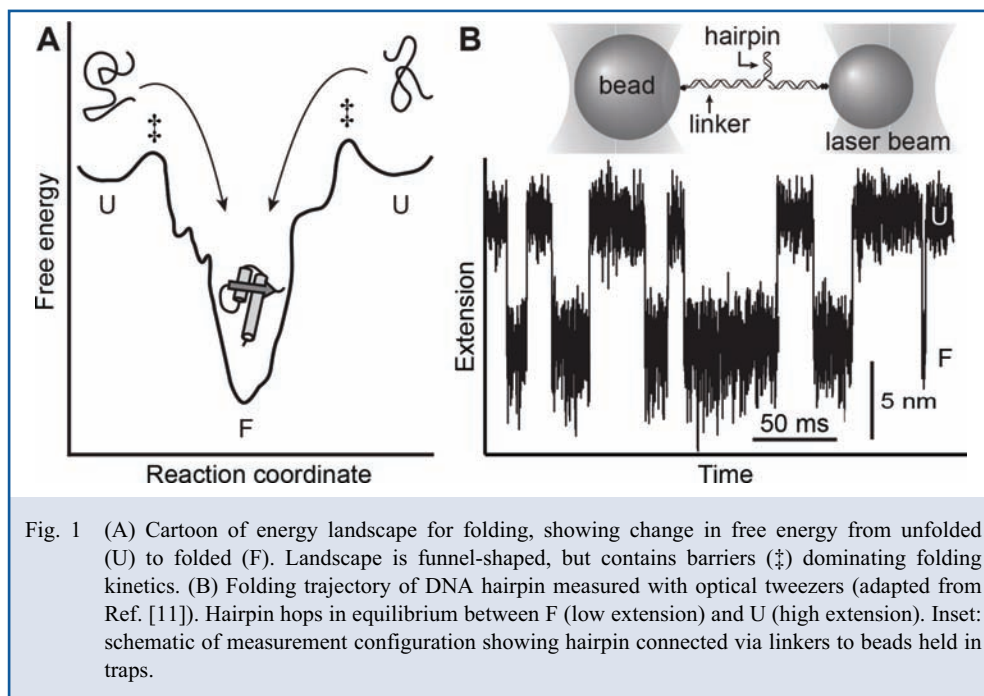 A
B
hairpin
bead
linker
laser beam
‡
‡
U
U
F
Free energy
Reaction coordinate
Extension
U
F
5 nm
50 ms
Time
Fig. 1 (A) Cartoon of energy landscape for folding, showing change in free energy from unfolded
(U) to folded (F). Landscape is funnel-shaped, but contains barriers (‡) dominating folding
kinetics. (B) Folding trajectory of DNA hairpin measured with optical tweezers (adapted from
Ref. [11]). Hairpin hops in equilibrium between F (low extension) and U (high extension). Inset:
schematic of measurement configuration showing hairpin connected via linkers to beads held in
traps.